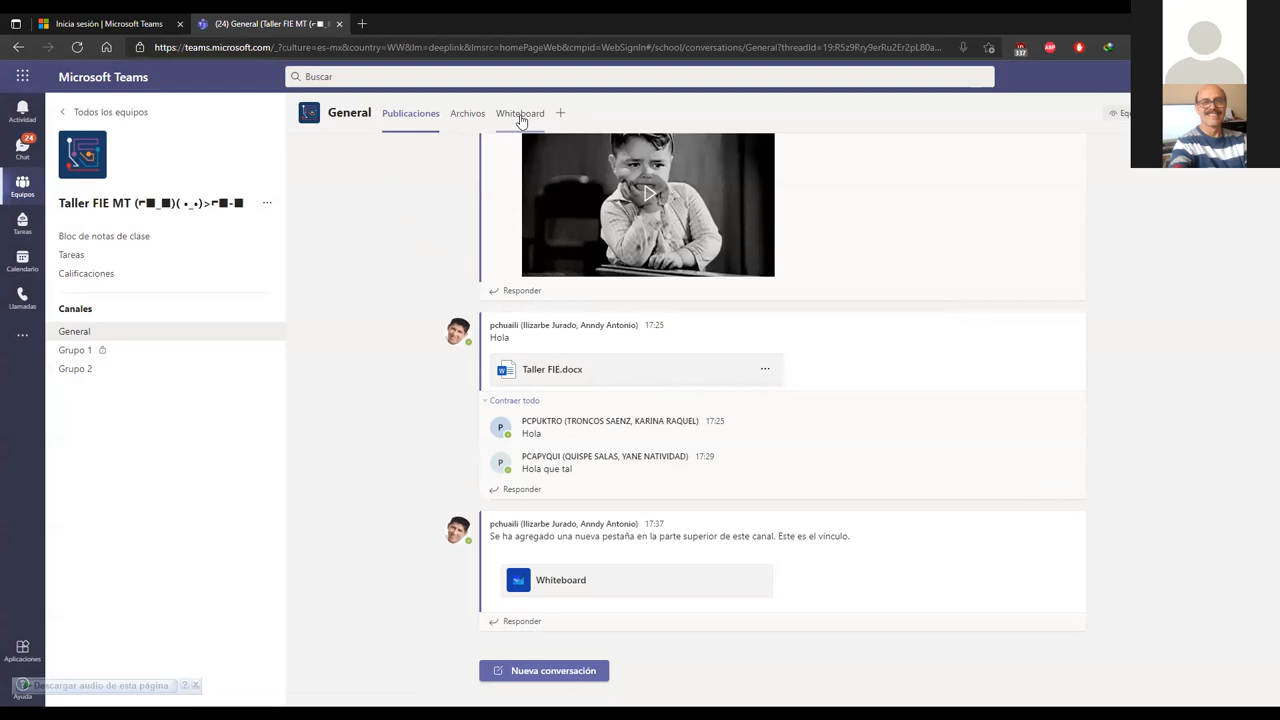 Inicia sesión | Microsoft Teams
(24) General (Taller FIE MT
https://teams.microsoft.com/_?culture=es-mx&country=WW&lm=deeplink&lmsrc=homePageWeb&cmpid=WebSignIn#/school/conversations/General?threadId=19:R5z9Rry9erRu2Er2pL80a...
337
ABP
Microsoft Teams
Buscar
Actividad
24
Chat
Equipos
Tareas
Calendario
Llamadas
Aplicaciones
Ayuda
Todos los equipos
Taller FIE MT (⌐■_■)( •_•)>⌐■-■
Bloc de notas de clase
Tareas
Calificaciones
Canales
General
Grupo 1
Grupo 2
Descargar audio de esta página
? X
General Publicaciones Archivos Whiteboard +
Responder
pchuaili (Ilizarbe Jurado, Anndy Antonio) 17:25
Hola
Taller FIE.docx
Contraer todo
P PCPUKTRO (TRONCOS SAENZ, KARINA RAQUEL) 17:25
Hola
P PCAPYQUI (QUISPE SALAS, YANE NATIVIDAD) 17:29
Hola que tal
Responder
pchuaili (Ilizarbe Jurado, Anndy Antonio) 17:37
Se ha agregado una nueva pestaña en la parte superior de este canal. Este es el vínculo.
Whiteboard
Responder
Nueva conversación